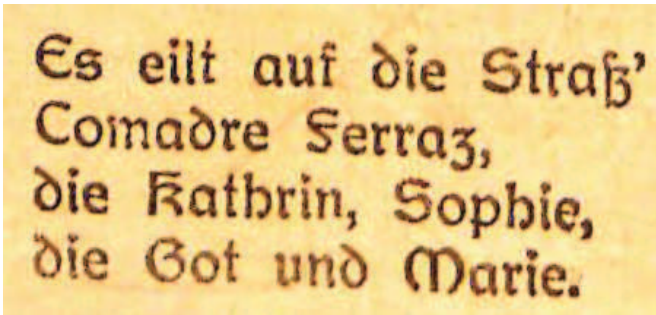 Es eilt auf die Straß’
Comadre Ferraz,
die Kathrin, Sophie,
die Got und Marie.